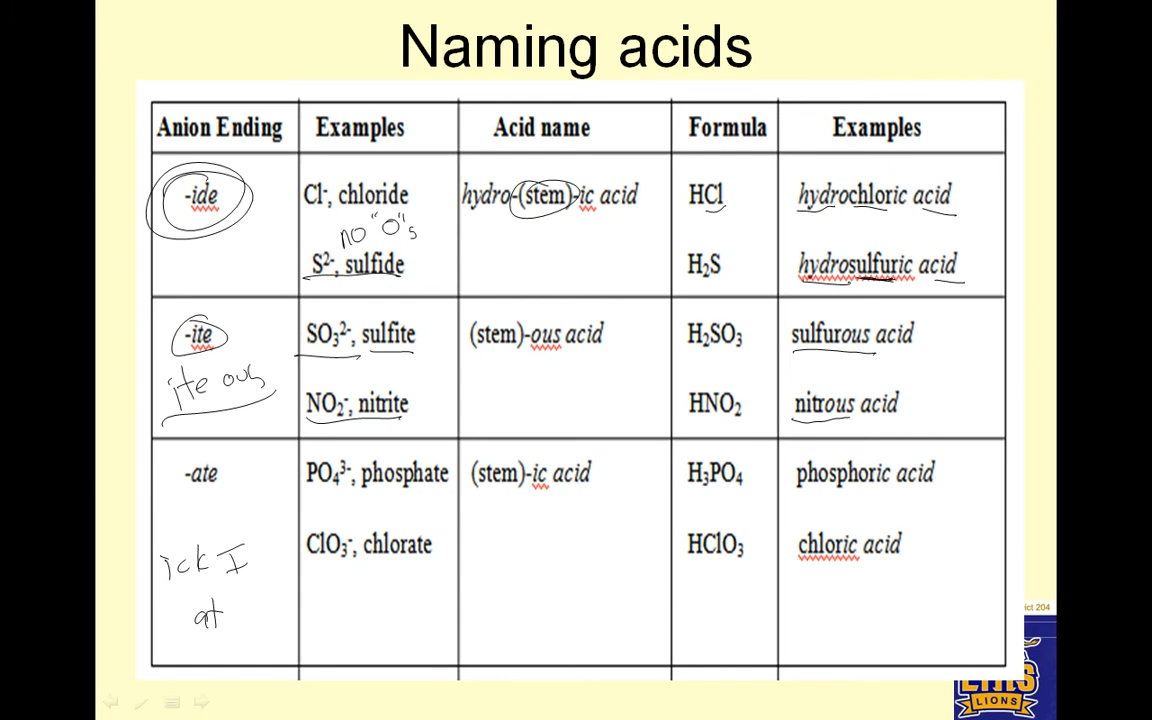 Naming acids
Anion Ending Examples Acid name Formula Examples
-ide Cl⁻, chloride hydro-(stem)-ic acid HCl hydrochloric acid
no "O"s
S²⁻, sulfide H₂S hydrosulfuric acid
-ite SO₃²⁻, sulfite (stem)-ous acid H₂SO₃ sulfurous acid
ite ous
NO₂⁻, nitrite HNO₂ nitrous acid
-ate PO₄³⁻, phosphate (stem)-ic acid H₃PO₄ phosphoric acid
ClO₃⁻, chlorate HClO₃ chloric acid
ick I
at
ict 204
LIONS